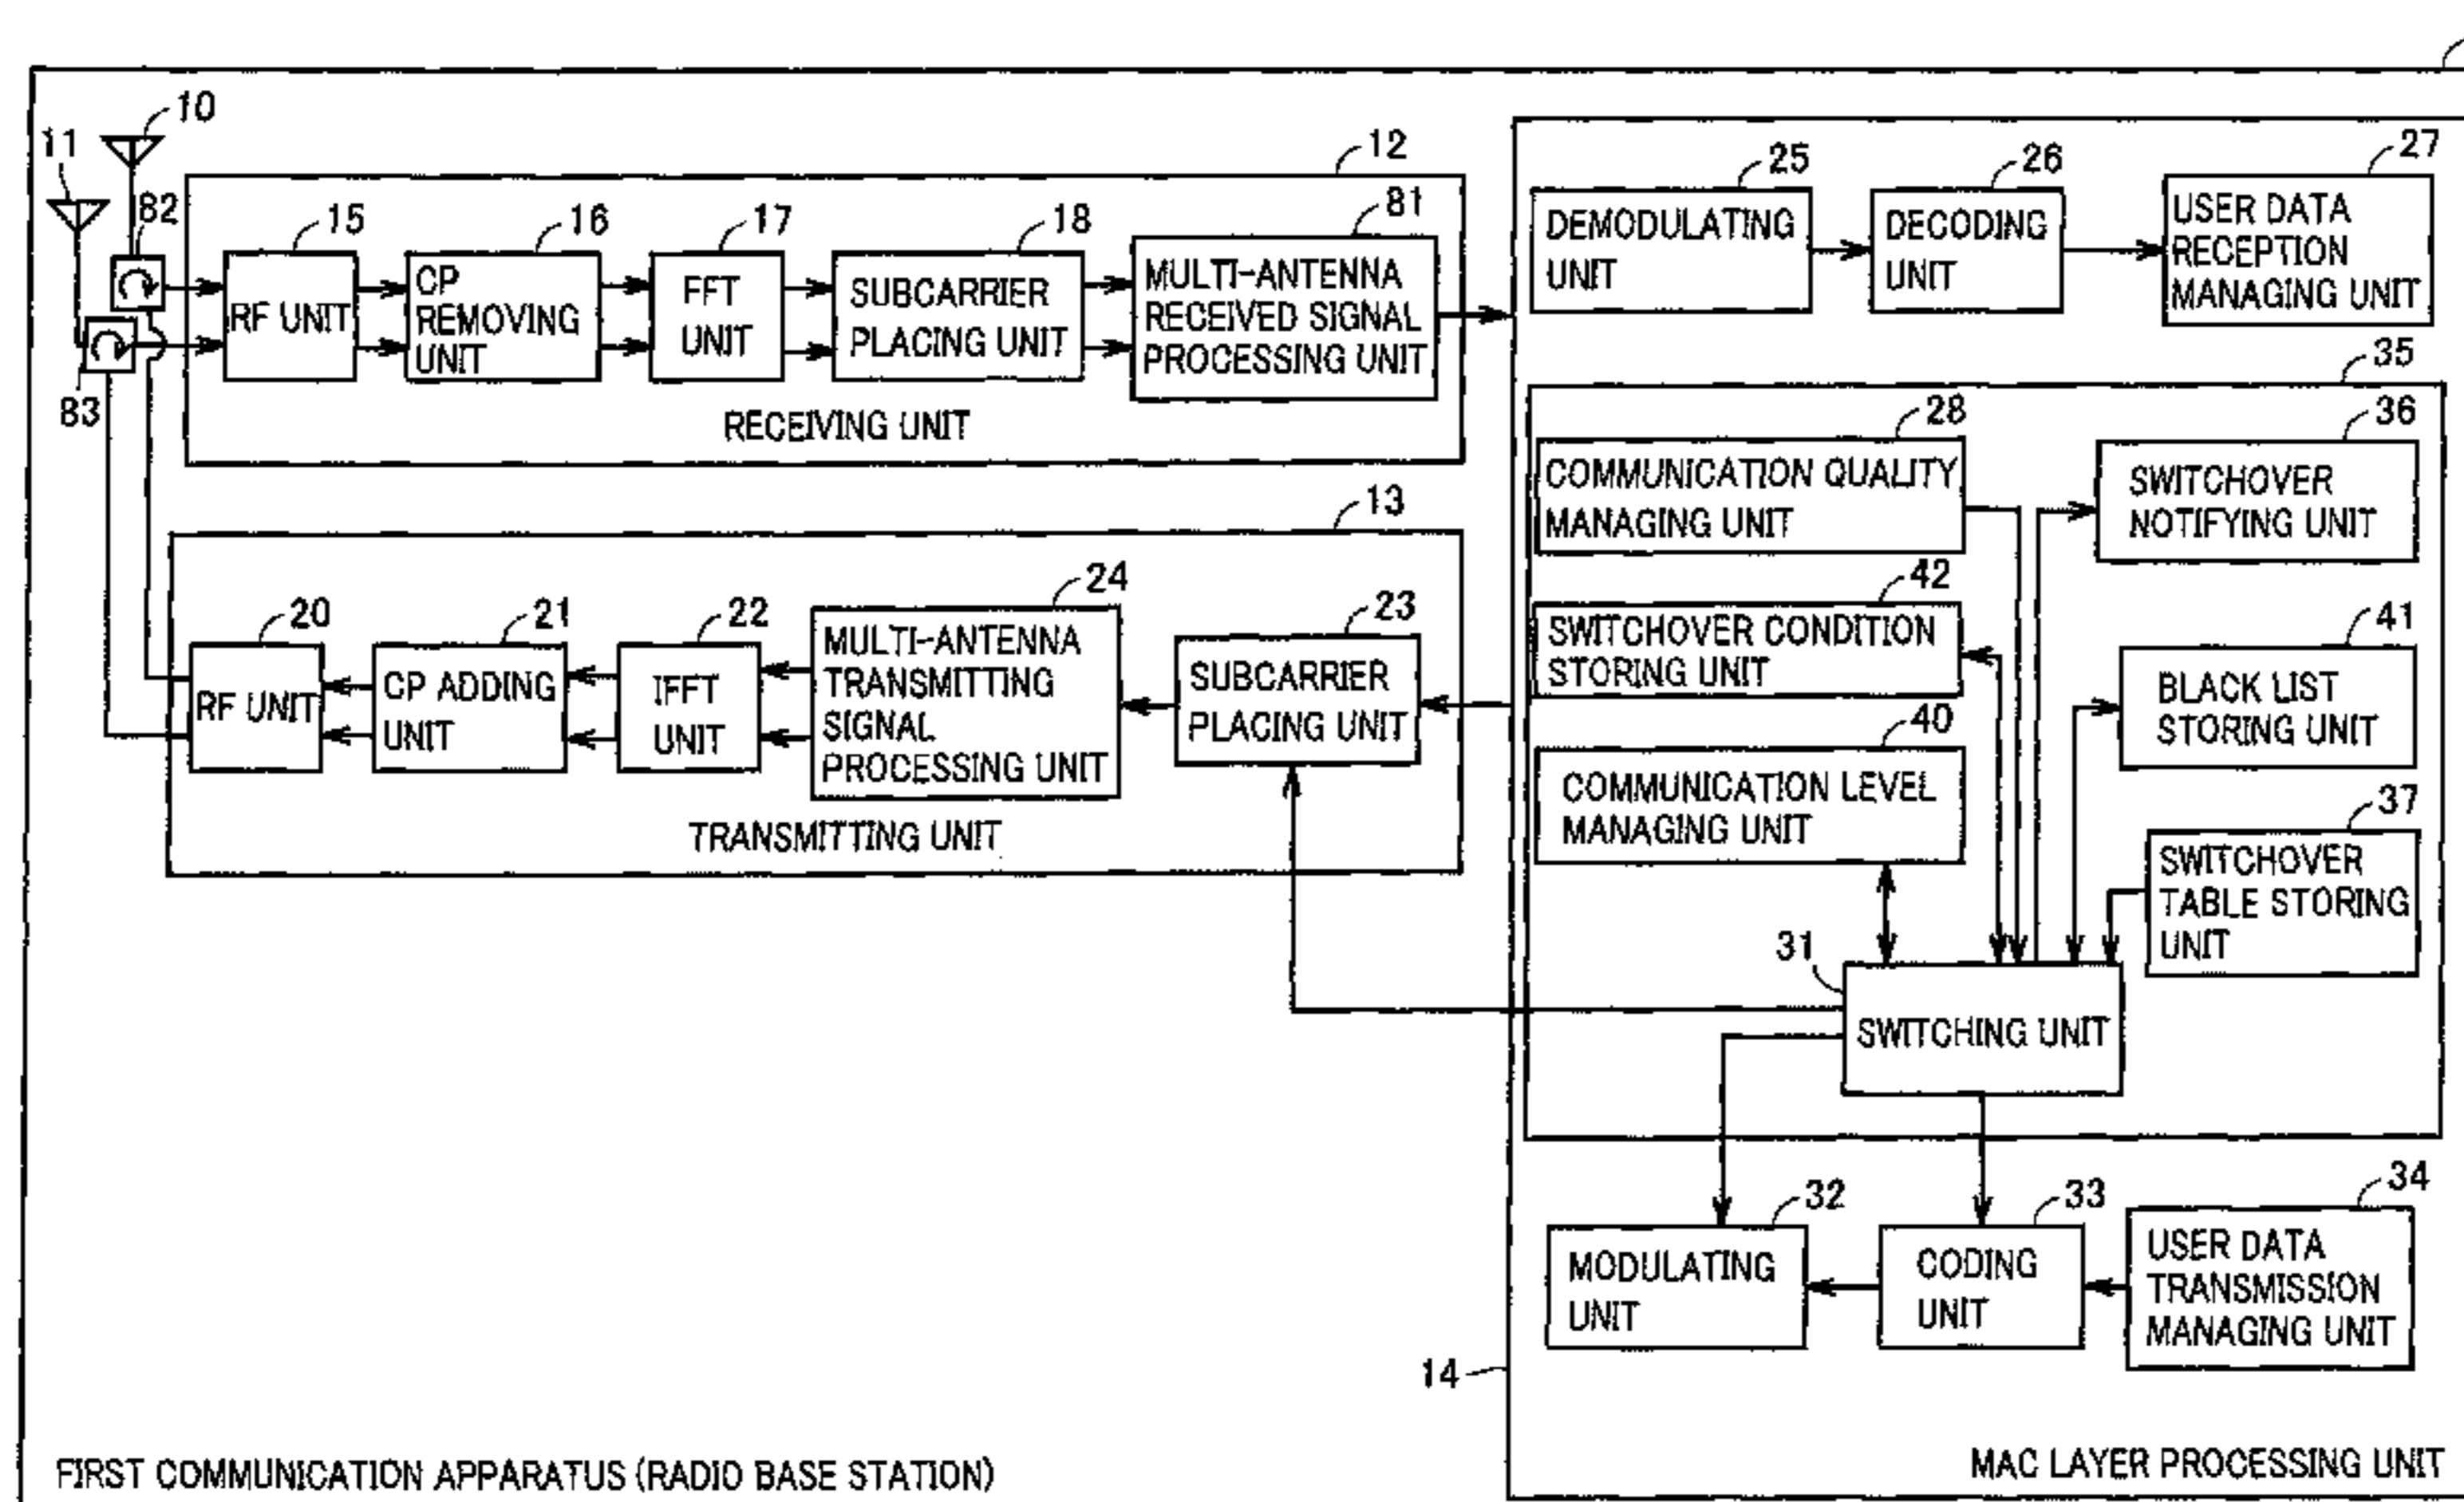 10
11
82
83
12
15
16
17
18
81
RF UNIT
CP
REMOVING
UNIT
FFT
UNIT
SUBCARRIER
PLACING UNIT
MULTI-ANTENNA
RECEIVED SIGNAL
PROCESSING UNIT
RECEIVING UNIT
13
20
21
22
24
23
RF UNIT
CP ADDING
UNIT
IFFT
UNIT
MULTI-ANTENNA
TRANSMITTING
SIGNAL
PROCESSING UNIT
SUBCARRIER
PLACING UNIT
TRANSMITTING UNIT
25
26
27
DEMODULATING
UNIT
DECODING
UNIT
USER DATA
RECEPTION
MANAGING UNIT
35
28
36
COMMUNICATION QUALITY
MANAGING UNIT
SWITCHOVER
NOTIFYING UNIT
42
41
SWITCHOVER CONDITION
STORING UNIT
BLACK LIST
STORING UNIT
40
37
COMMUNICATION LEVEL
MANAGING UNIT
SWITCHOVER
TABLE STORING
UNIT
31
SWITCHING UNIT
32
33
34
MODULATING
UNIT
CODING
UNIT
USER DATA
TRANSMISSION
MANAGING UNIT
14
FIRST COMMUNICATION APPARATUS (RADIO BASE STATION)
MAC LAYER PROCESSING UNIT